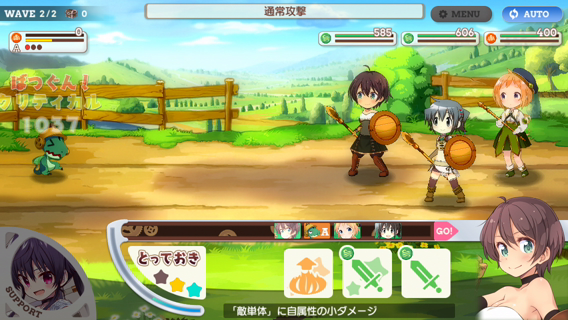 WAVE 2/2 0
通常攻撃
MENU
AUTO
0
A
585
606
400
ばつぐん!
クリティカル
1037
A
GO!
とっておき
SUPPORT
「敵単体」に自属性の小ダメージ